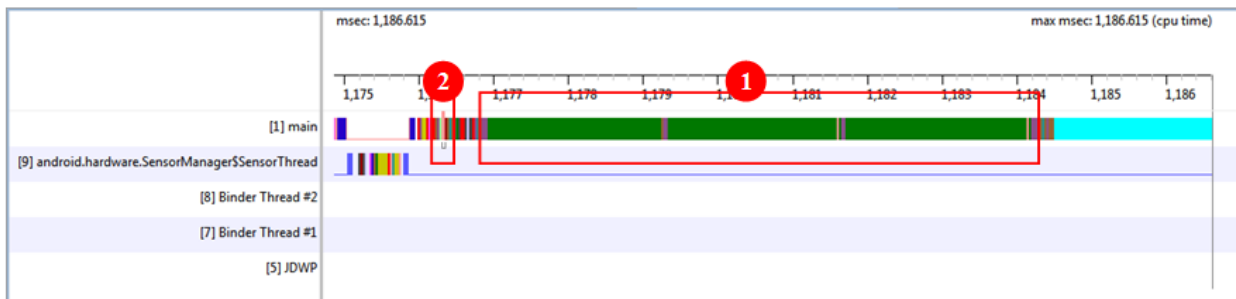 msec: 1,186.615 max msec: 1,186.615 (cpu time)
2 1
1,175 1,177 1,178 1,179 1,181 1,182 1,183 1,184 1,185 1,186
[1] main
u
[9] android.hardware.SensorManager$SensorThread
[8] Binder Thread #2
[7] Binder Thread #1
[5] JDWP